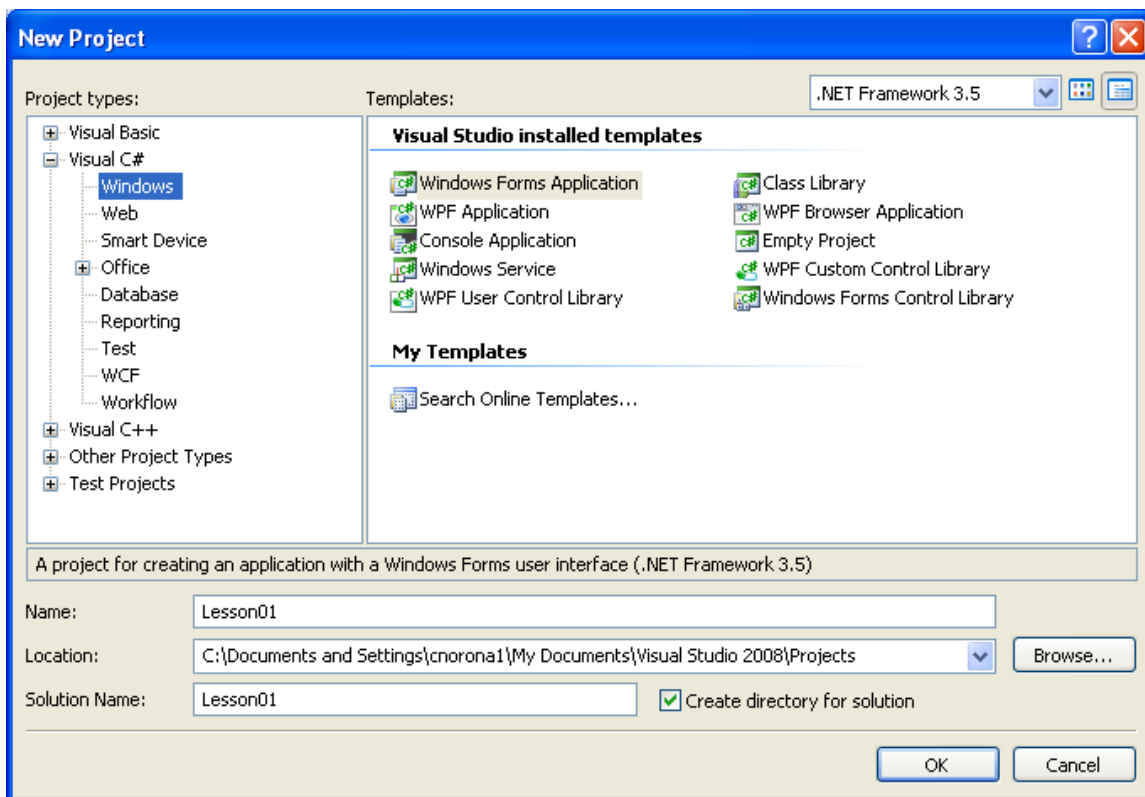 New Project
Project types:
Templates:
.NET Framework 3.5
Visual Basic
Visual C#
Windows
Web
Smart Device
Office
Database
Reporting
Test
WCF
Workflow
Visual C++
Other Project Types
Test Projects
Visual Studio installed templates
Windows Forms Application
WPF Application
Console Application
Windows Service
WPF User Control Library
Class Library
WPF Browser Application
Empty Project
WPF Custom Control Library
Windows Forms Control Library
My Templates
Search Online Templates...
A project for creating an application with a Windows Forms user interface (.NET Framework 3.5)
Name:
Lesson01
Location:
C:\Documents and Settings\cnorona1\My Documents\Visual Studio 2008\Projects
Browse...
Solution Name:
Lesson01
Create directory for solution
OK
Cancel